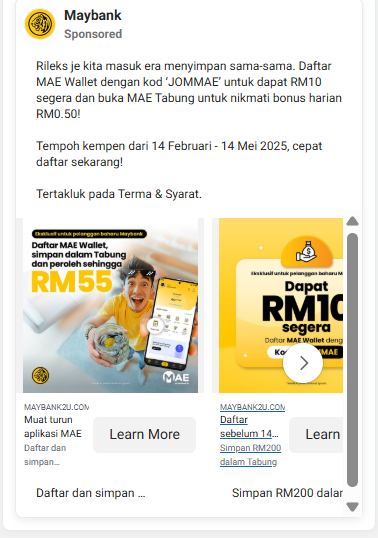 Maybank
Sponsored
Rileks je kita masuk era menyimpan sama-sama. Daftar
MAE Wallet dengan kod ‘JOMMAE’ untuk dapat RM10
segera dan buka MAE Tabung untuk nikmati bonus harian
RM0.50!
Tempoh kempen dari 14 Februari - 14 Mei 2025, cepat
daftar sekarang!
Tertakluk pada Terma & Syarat.
Eksklusif untuk pelanggan baharu Maybank
Daftar MAE Wallet,
simpan dalam Tabung
dan peroleh sehingga
RM55
MAE
Eksklusif untuk pelanggan baharu M
Dapat
RM10
segera
Daftar MAE Wallet deng
MAE
MAYBANK2U.COM
Muat turun
aplikasi MAE
Daftar dan
simpan...
Learn More
MAYBANK2U.COM
Daftar
sebelum 14...
Simpan RM200
dalam Tabung
Learn
Daftar dan simpan ...
Simpan RM200 dalar